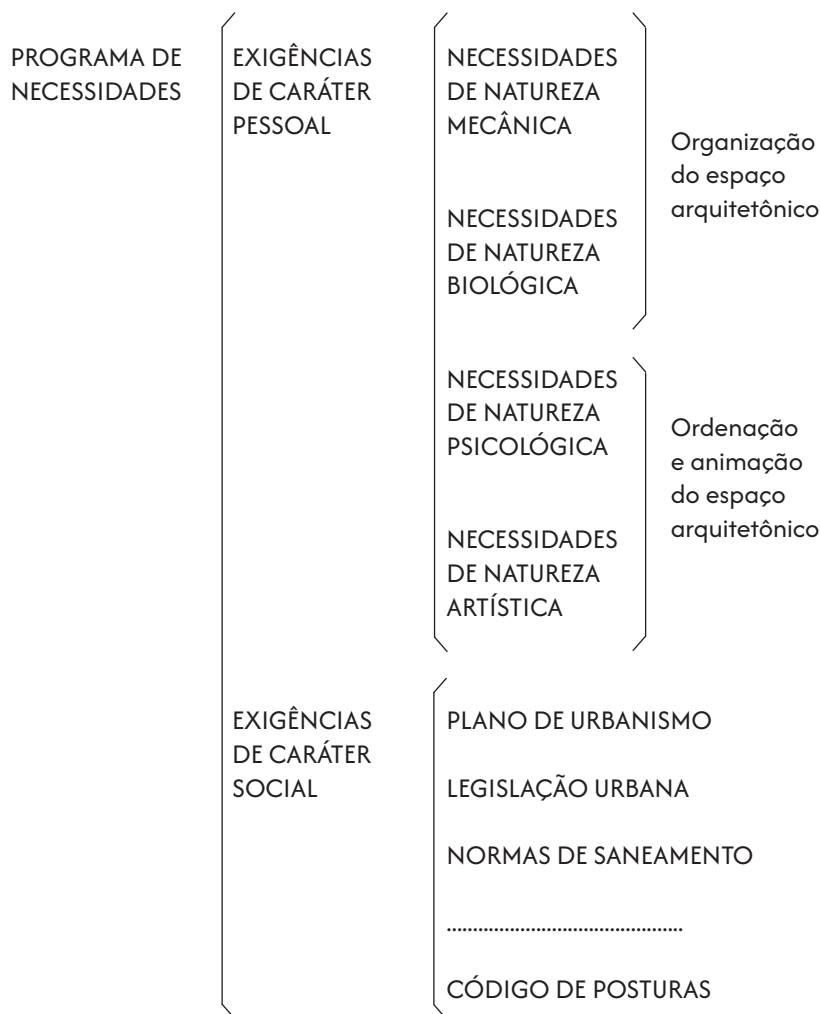 PROGRAMA DE
NECESSIDADES
EXIGÊNCIAS
DE CARÁTER
PESSOAL
NECESSIDADES
DE NATUREZA
MECÂNICA
NECESSIDADES
DE NATUREZA
BIOLÓGICA
Organização
do espaço
arquitetônico
NECESSIDADES
DE NATUREZA
PSICOLÓGICA
NECESSIDADES
DE NATUREZA
ARTÍSTICA
Ordenação
e animação
do espaço
arquitetônico
EXIGÊNCIAS
DE CARÁTER
SOCIAL
PLANO DE URBANISMO
LEGISLAÇÃO URBANA
NORMAS DE SANEAMENTO
.............................................
CÓDIGO DE POSTURAS